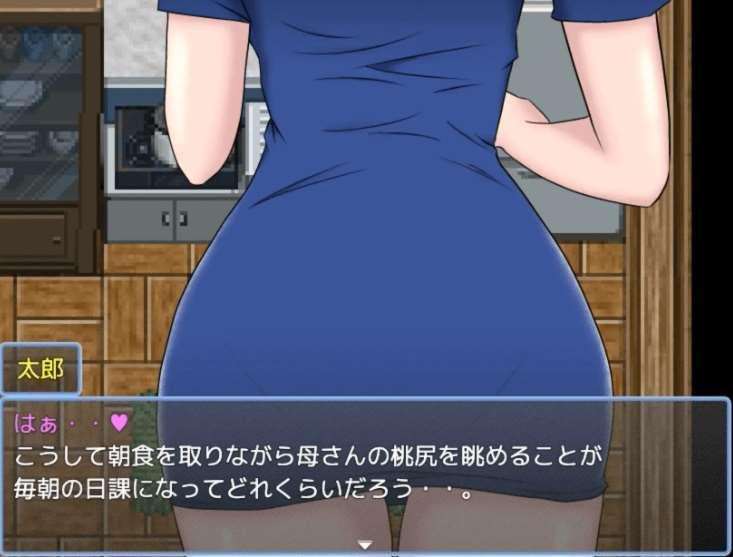 太郎
はぁ・・♥
こうして朝食を取りながら母さんの桃尻を眺めることが
毎朝の日課になってどれくらいだろう・・。